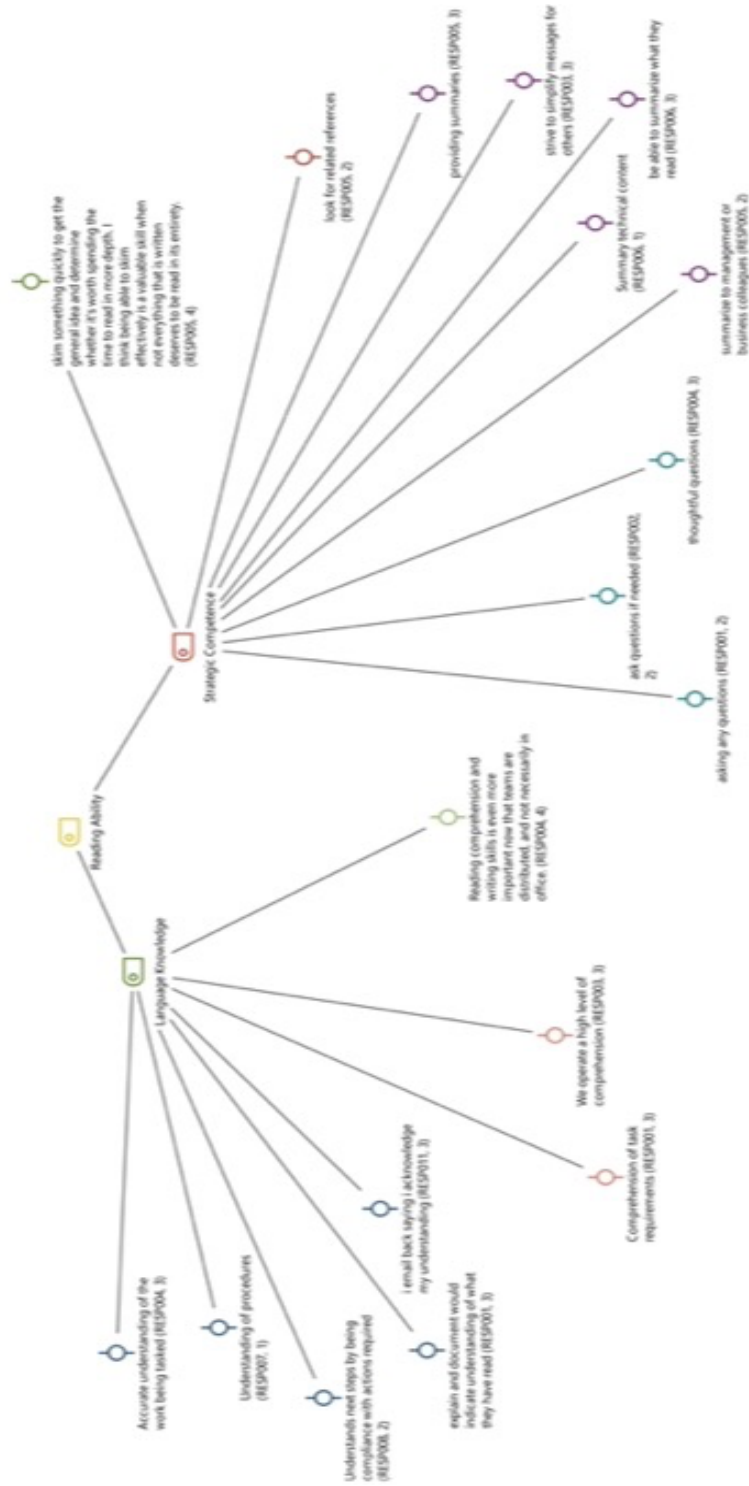 Reading Ability
Language Knowledge
Accurate understanding of the
work being tasked (RESP004, 3)
Understanding of procedures
(RESP007, 1)
Understands next steps by being
compliance with actions required
(RESP008, 2)
explain and document would
indicate understanding of what
they have read (RESP001, 3)
i email back saying i acknowledge
my understanding (RESP011, 3)
Comprehension of task
requirements (RESP001, 3)
We operate a high level of
comprehension (RESP003, 3)
Reading comprehension and
writing skills is even more
important now that teams are
distributed, and not necessarily in
office. (RESP004, 4)
Strategic Competence
asking any questions (RESP001, 2)
ask questions if needed (RESP002,
2)
thoughtful questions (RESP004, 3)
summarize to management or
business colleagues (RESP005, 2)
Summary technical content
(RESP006, 1)
be able to summarize what they
read (RESP006, 3)
strive to simplify messages for
others (RESP003, 3)
providing summaries (RESP005, 3)
look for related references
(RESP005, 2)
skim something quickly to get the
general idea and determine
whether it's worth spending the
time to read in more depth. I
think being able to skim
effectively is a valuable skill when
not everything that is written
deserves to be read in its entirety.
(RESP005, 4)